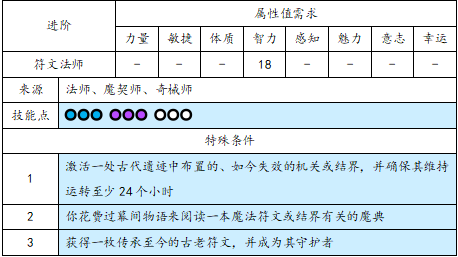 进阶
属性值需求
力量 敏捷 体质 智力 感知 魅力 意志 幸运
符文法师 - - - 18 - - - -
来源 法师、魔契师、奇械师
技能点
特殊条件
1 激活一处古代遗迹中布置的、如今失效的机关或结界，并确保其维持
运转至少 24 个小时
2 你花费过幕间物语来阅读一本魔法符文或结界有关的魔典
3 获得一枚传承至今的古老符文，并成为其守护者